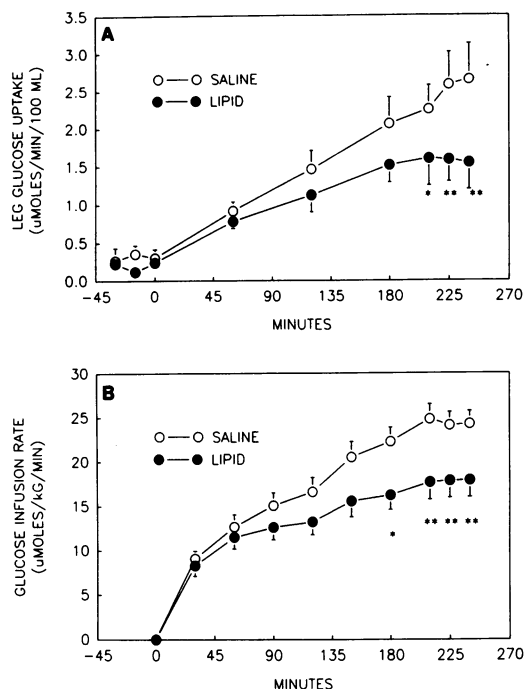 A
3.5
3.0
2.5
2.0
1.5
1.0
0.5
0.0
LEG GLUCOSE UPTAKE
(uMOLES/MIN/100 ML)
SALINE
LIPID
* ** **
-45 0 45 90 135 180 225 270
MINUTES
B
30
25
20
15
10
5
0
GLUCOSE INFUSION RATE
(uMOLES/kG/MIN)
SALINE
LIPID
* ** ** **
-45 0 45 90 135 180 225 270
MINUTES